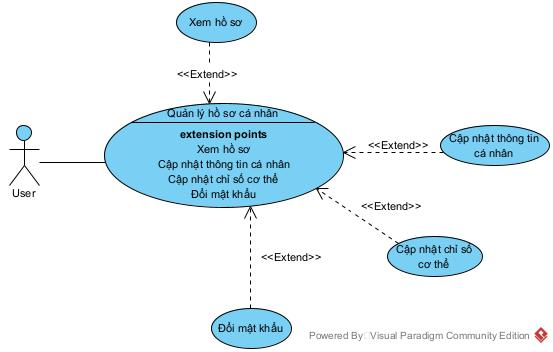 Xem hồ sơ
<<Extend>>
Quản lý hồ sơ cá nhân
extension points
Xem hồ sơ
Cập nhật thông tin cá nhân
Cập nhật chỉ số cơ thể
Đổi mật khẩu
User
<<Extend>>
Cập nhật thông tin
cá nhân
<<Extend>>
Cập nhật chỉ số
cơ thể
<<Extend>>
Đổi mật khẩu
Powered By Visual Paradigm Community Edition